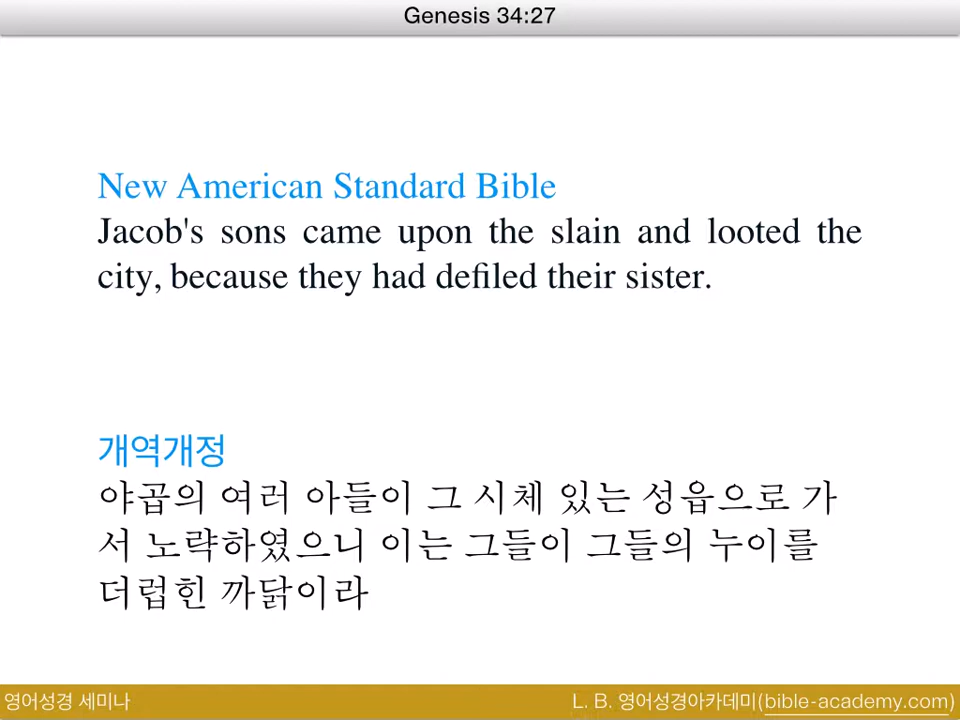 Genesis 34:27
New American Standard Bible
Jacob's sons came upon the slain and looted the
city, because they had defiled their sister.
개역개정
야곱의 여러 아들이 그 시체 있는 성읍으로 가
서 노략하였으니 이는 그들이 그들의 누이를
더럽힌 까닭이라
영어성경 세미나
L. B. 영어성경아카데미(bible-academy.com)